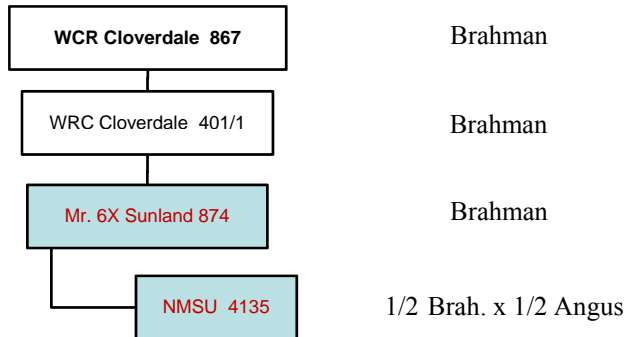 WCR Cloverdale 867 Brahman
WRC Cloverdale 401/1 Brahman
Mr. 6X Sunland 874 Brahman
NMSU 4135 1/2 Brah. x 1/2 Angus